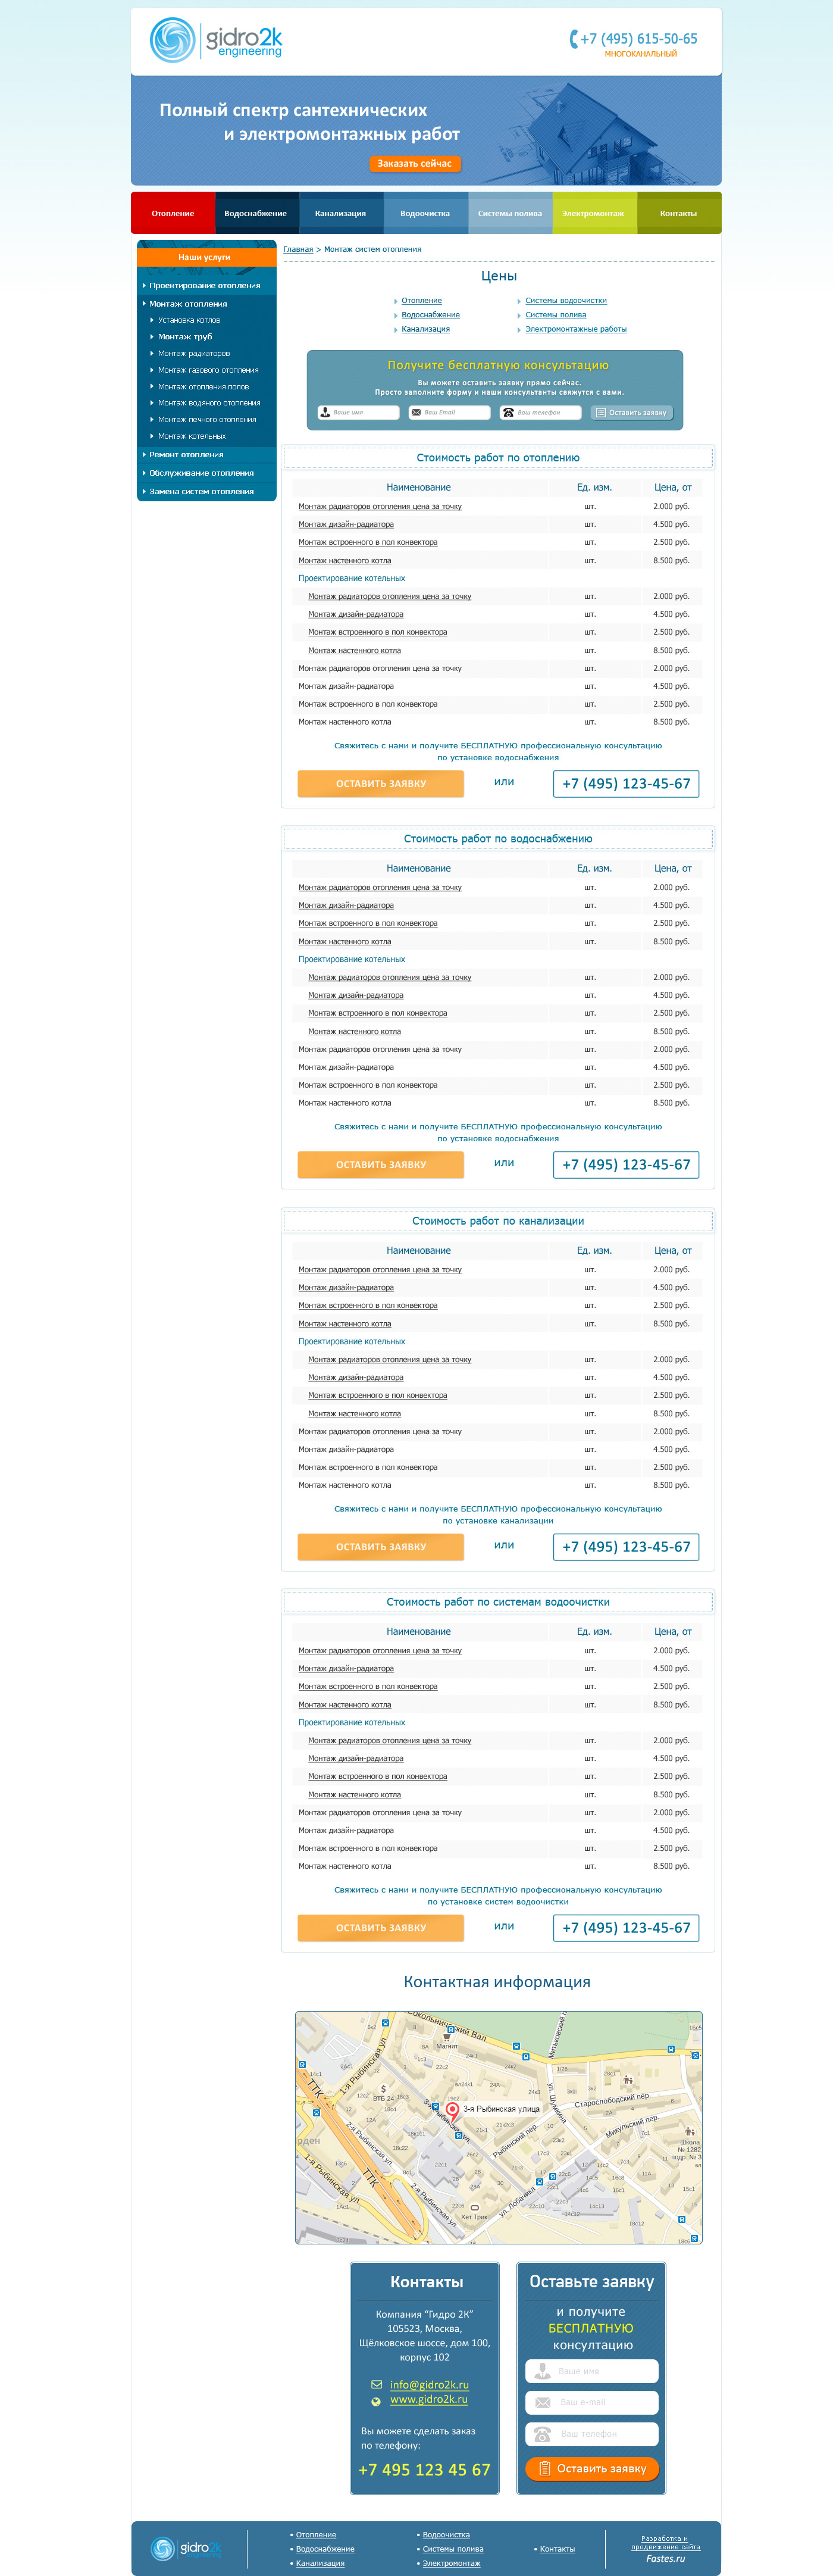 gidro2k
engineering
+7 (495) 615-50-65
МНОГОКАНАЛЬНЫЙ
Полный спектр сантехнических
и электромонтажных работ
Заказать сейчас
Отопление
Водоснабжение
Канализация
Водоочистка
Системы полива
Электромонтаж
Контакты
Наши услуги
Проектирование отопления
Монтаж отопления
Установка котлов
Монтаж труб
Монтаж радиаторов
Монтаж газового отопления
Монтаж отопления полов
Монтаж водяного отопления
Монтаж печного отопления
Монтаж котельных
Ремонт отопления
Обслуживание отопления
Замена систем отопления
Главная > Монтаж систем отопления
Цены
Отопление
Водоснабжение
Канализация
Системы водоочистки
Системы полива
Электромонтажные работы
Получите бесплатную консультацию
Вы можете оставить заявку прямо сейчас.
Просто заполните форму и наши консультанты свяжутся с вами.
Ваше имя
Ваш Email
Ваш телефон
Оставить заявку
Стоимость работ по отоплению
Наименование Ед. изм. Цена, от
Монтаж радиаторов отопления цена за точку шт. 2.000 руб.
Монтаж дизайн-радиатора шт. 4.500 руб.
Монтаж встроенного в пол конвектора шт. 2.500 руб.
Монтаж настенного котла шт. 8.500 руб.
Проектирование котельных
Монтаж радиаторов отопления цена за точку шт. 2.000 руб.
Монтаж дизайн-радиатора шт. 4.500 руб.
Монтаж встроенного в пол конвектора шт. 2.500 руб.
Монтаж настенного котла шт. 8.500 руб.
Монтаж радиаторов отопления цена за точку шт. 2.000 руб.
Монтаж дизайн-радиатора шт. 4.500 руб.
Монтаж встроенного в пол конвектора шт. 2.500 руб.
Монтаж настенного котла шт. 8.500 руб.
Свяжитесь с нами и получите БЕСПЛАТНУЮ профессиональную консультацию
по установке водоснабжения
ОСТАВИТЬ ЗАЯВКУ или +7 (495) 123-45-67
Стоимость работ по водоснабжению
Наименование Ед. изм. Цена, от
Монтаж радиаторов отопления цена за точку шт. 2.000 руб.
Монтаж дизайн-радиатора шт. 4.500 руб.
Монтаж встроенного в пол конвектора шт. 2.500 руб.
Монтаж настенного котла шт. 8.500 руб.
Проектирование котельных
Монтаж радиаторов отопления цена за точку шт. 2.000 руб.
Монтаж дизайн-радиатора шт. 4.500 руб.
Монтаж встроенного в пол конвектора шт. 2.500 руб.
Монтаж настенного котла шт. 8.500 руб.
Монтаж радиаторов отопления цена за точку шт. 2.000 руб.
Монтаж дизайн-радиатора шт. 4.500 руб.
Монтаж встроенного в пол конвектора шт. 2.500 руб.
Монтаж настенного котла шт. 8.500 руб.
Свяжитесь с нами и получите БЕСПЛАТНУЮ профессиональную консультацию
по установке водоснабжения
ОСТАВИТЬ ЗАЯВКУ или +7 (495) 123-45-67
Стоимость работ по канализации
Наименование Ед. изм. Цена, от
Монтаж радиаторов отопления цена за точку шт. 2.000 руб.
Монтаж дизайн-радиатора шт. 4.500 руб.
Монтаж встроенного в пол конвектора шт. 2.500 руб.
Монтаж настенного котла шт. 8.500 руб.
Проектирование котельных
Монтаж радиаторов отопления цена за точку шт. 2.000 руб.
Монтаж дизайн-радиатора шт. 4.500 руб.
Монтаж встроенного в пол конвектора шт. 2.500 руб.
Монтаж настенного котла шт. 8.500 руб.
Монтаж радиаторов отопления цена за точку шт. 2.000 руб.
Монтаж дизайн-радиатора шт. 4.500 руб.
Монтаж встроенного в пол конвектора шт. 2.500 руб.
Монтаж настенного котла шт. 8.500 руб.
Свяжитесь с нами и получите БЕСПЛАТНУЮ профессиональную консультацию
по установке канализации
ОСТАВИТЬ ЗАЯВКУ или +7 (495) 123-45-67
Стоимость работ по системам водоочистки
Наименование Ед. изм. Цена, от
Монтаж радиаторов отопления цена за точку шт. 2.000 руб.
Монтаж дизайн-радиатора шт. 4.500 руб.
Монтаж встроенного в пол конвектора шт. 2.500 руб.
Монтаж настенного котла шт. 8.500 руб.
Проектирование котельных
Монтаж радиаторов отопления цена за точку шт. 2.000 руб.
Монтаж дизайн-радиатора шт. 4.500 руб.
Монтаж встроенного в пол конвектора шт. 2.500 руб.
Монтаж настенного котла шт. 8.500 руб.
Монтаж радиаторов отопления цена за точку шт. 2.000 руб.
Монтаж дизайн-радиатора шт. 4.500 руб.
Монтаж встроенного в пол конвектора шт. 2.500 руб.
Монтаж настенного котла шт. 8.500 руб.
Свяжитесь с нами и получите БЕСПЛАТНУЮ профессиональную консультацию
по установке систем водоочистки
ОСТАВИТЬ ЗАЯВКУ или +7 (495) 123-45-67
Контактная информация
Сокольнический Вал
Магнит
1-я Рыбинская ул.
ТТК
ВТБ 24
3-я Рыбинская улица
2-я Рыбинская ул.
ул. Шумкина
Старослободский пер.
Микульский пер.
Рыбинский пер.
Школа
№ 1282,
подр. № 3
1-я Рыбинская ул.
ТТК
2-я Рыбинская ул.
ул. Лобачика
Хет Трик
Контакты
Компания “Гидро 2К”
105523, Москва,
Щёлковское шоссе, дом 100,
корпус 102
info@gidro2k.ru
www.gidro2k.ru
Вы можете сделать заказ
по телефону:
+7 495 123 45 67
Оставьте заявку
и получите
БЕСПЛАТНУЮ
консультацию
Ваше имя
Ваш e-mail
Ваш телефон
Оставить заявку
gidro2k
engineering
Отопление
Водоснабжение
Канализация
Водоочистка
Системы полива
Электромонтаж
Контакты
Разработка и
продвижение сайта
Fastes.ru